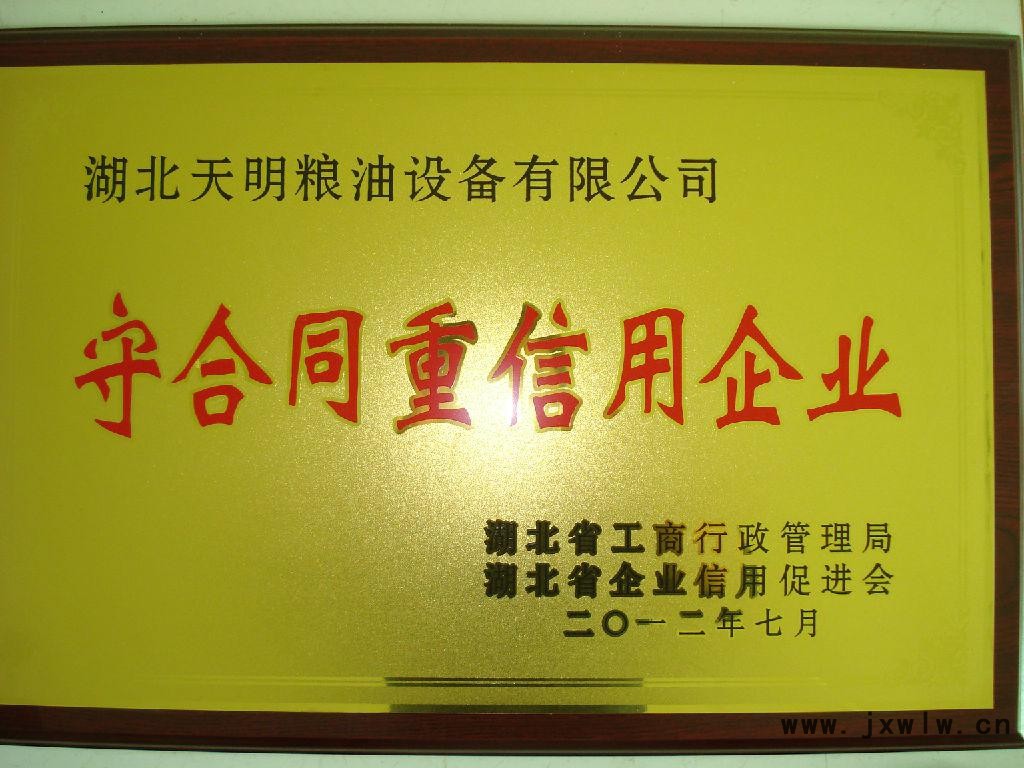 湖北天明粮油设备有限公司
守合同重信用企业
湖北省工商行政管理局
湖北省企业信用促进会
二〇一二年七月
www.jxwlw.cn